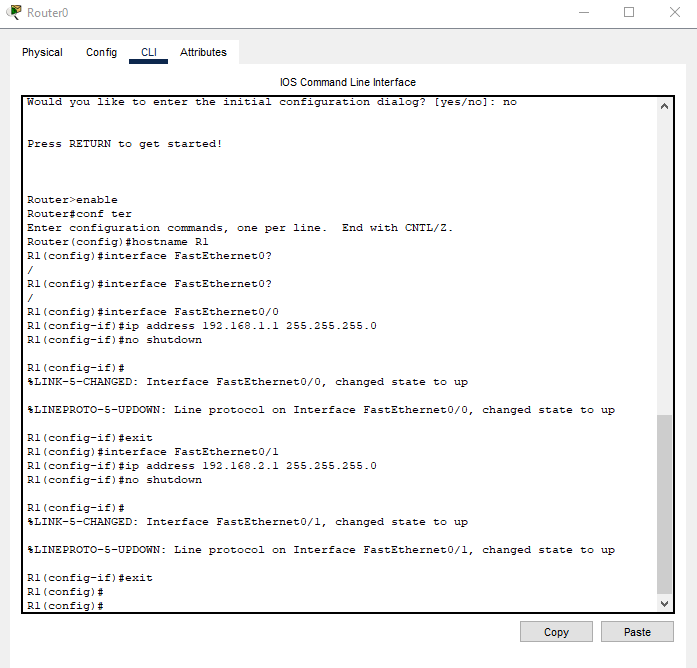 Router0
Physical Config CLI Attributes
IOS Command Line Interface
Would you like to enter the initial configuration dialog? [yes/no]: no
Press RETURN to get started!
Router>enable
Router#conf ter
Enter configuration commands, one per line.  End with CNTL/Z.
Router(config)#hostname R1
R1(config)#interface FastEthernet0?
/
R1(config)#interface FastEthernet0?
/
R1(config)#interface FastEthernet0/0
R1(config-if)#ip address 192.168.1.1 255.255.255.0
R1(config-if)#no shutdown
R1(config-if)#
%LINK-5-CHANGED: Interface FastEthernet0/0, changed state to up
%LINEPROTO-5-UPDOWN: Line protocol on Interface FastEthernet0/0, changed state to up
R1(config-if)#exit
R1(config)#interface FastEthernet0/1
R1(config-if)#ip address 192.168.2.1 255.255.255.0
R1(config-if)#no shutdown
R1(config-if)#
%LINK-5-CHANGED: Interface FastEthernet0/1, changed state to up
%LINEPROTO-5-UPDOWN: Line protocol on Interface FastEthernet0/1, changed state to up
R1(config-if)#exit
R1(config)#
R1(config)#
Copy Paste